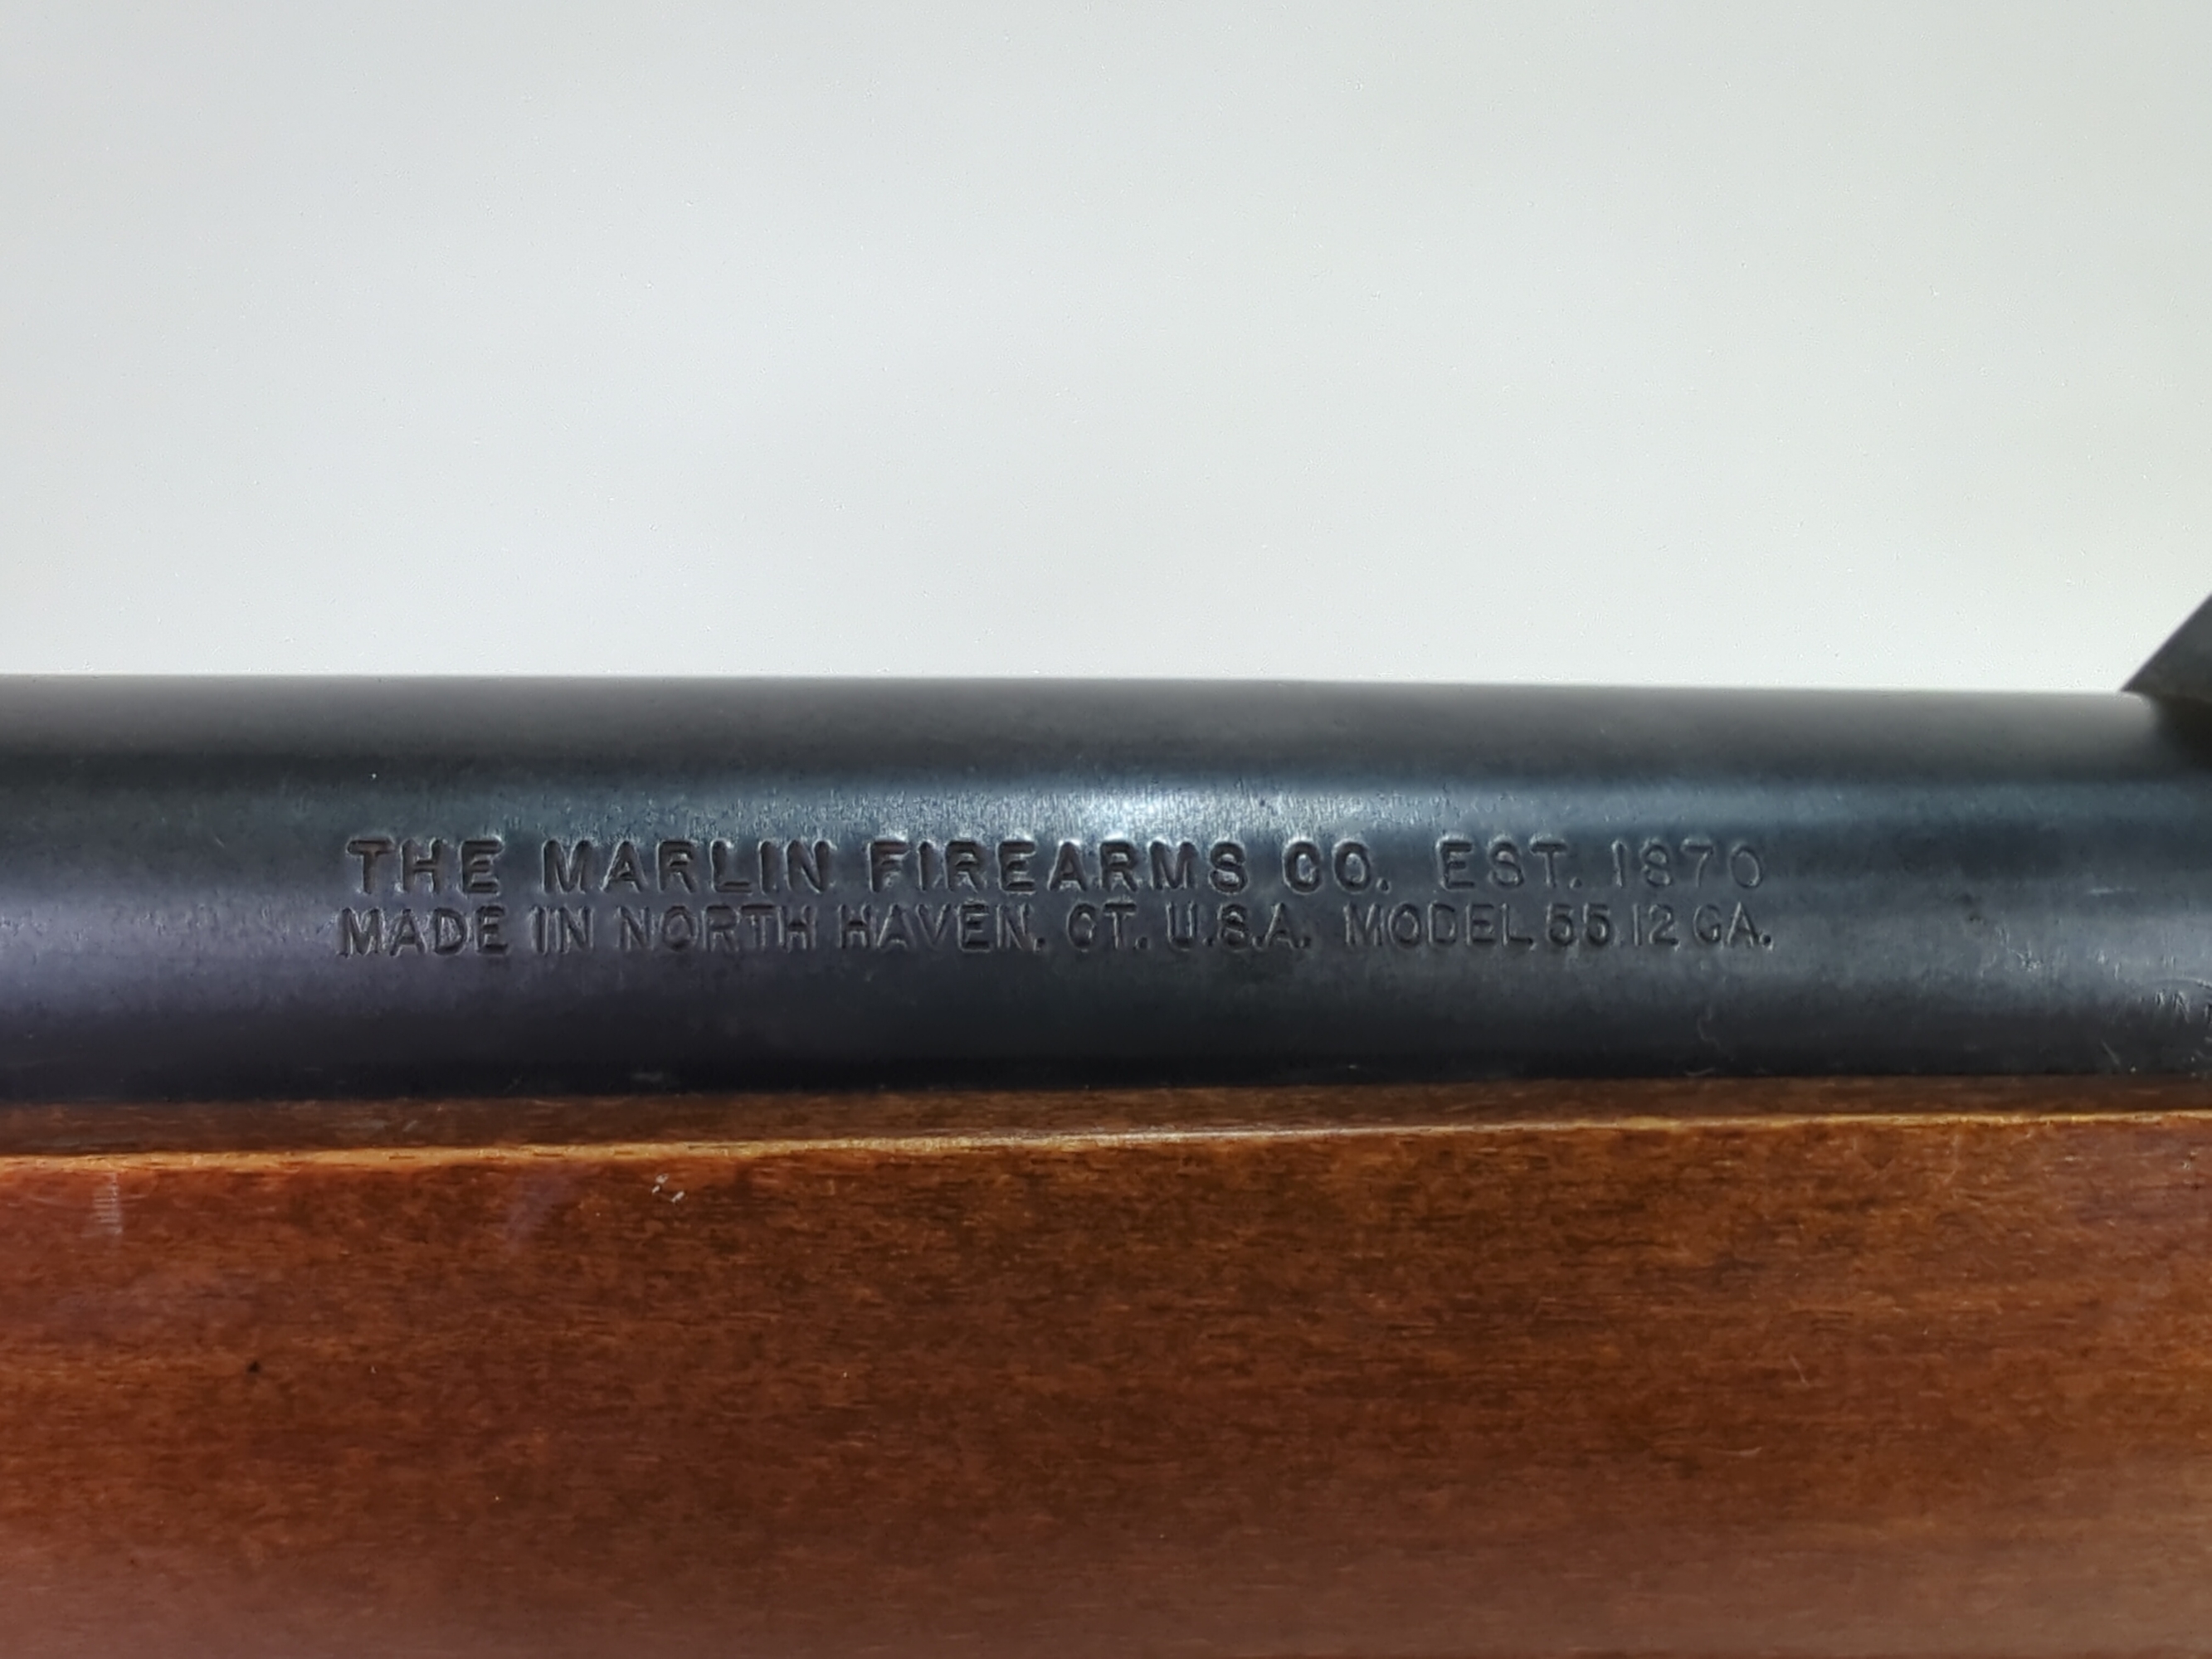 THE MARLIN FIREARMS CO. EST. 1870
MADE IN NORTH HAVEN, CT. U.S.A. MODEL 55 12 GA.